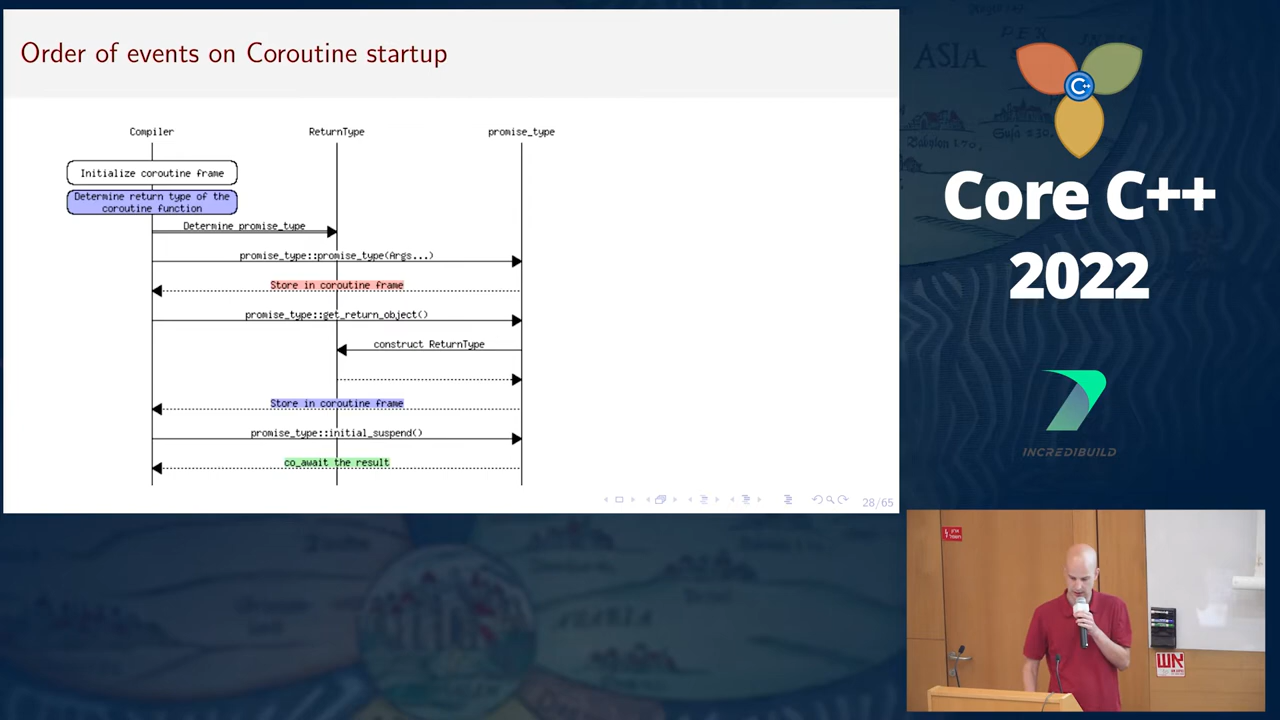 Order of events on Coroutine startup
Compiler
ReturnType
promise_type
Initialize coroutine frame
Determine return type of the
coroutine function
Determine promise_type
promise_type::promise_type(Args...)
Store in coroutine frame
promise_type::get_return_object()
construct ReturnType
Store in coroutine frame
promise_type::initial_suspend()
co_await the result
28/65
C++
Core C++
2022
INCREDIBUILD
ASIA
אש